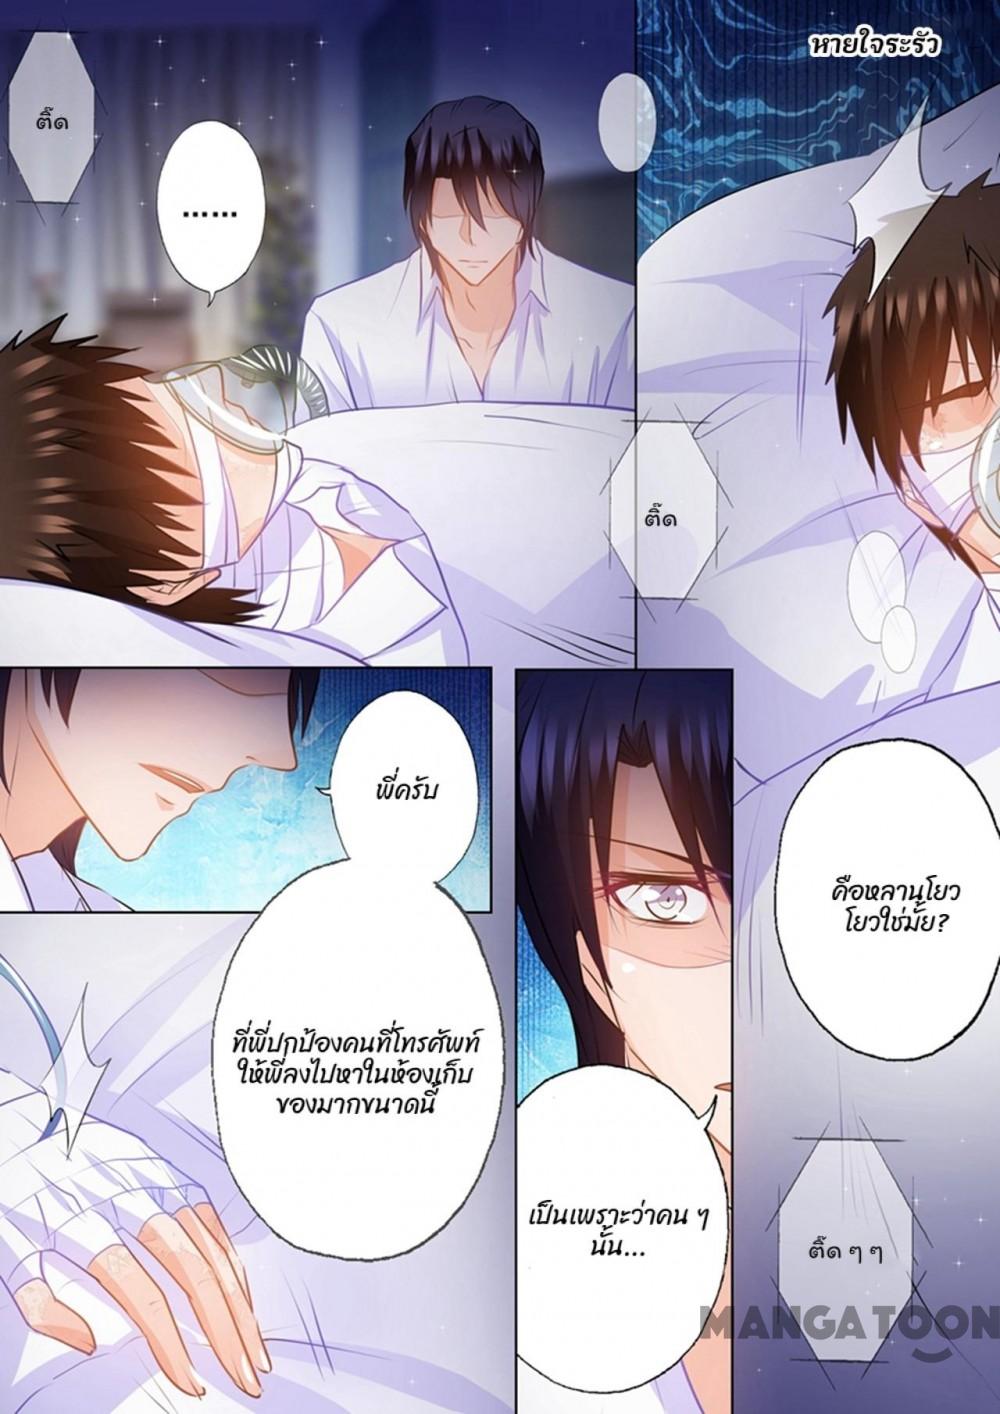 หายใจระรัว
ติ๊ด
.......
ติ๊ด
พี่ครับ
ที่พี่ปกป้องคนที่โทรศัพท์
ให้พี่ลงไปหาในห้องเก็บ
ของมากขนาดนี้
เป็นเพราะว่าคน ๆ
นั้น...
คือหลานโยว
โยวใช่มั้ย?
ติ๊ด ๆ ๆ
MANGATOON